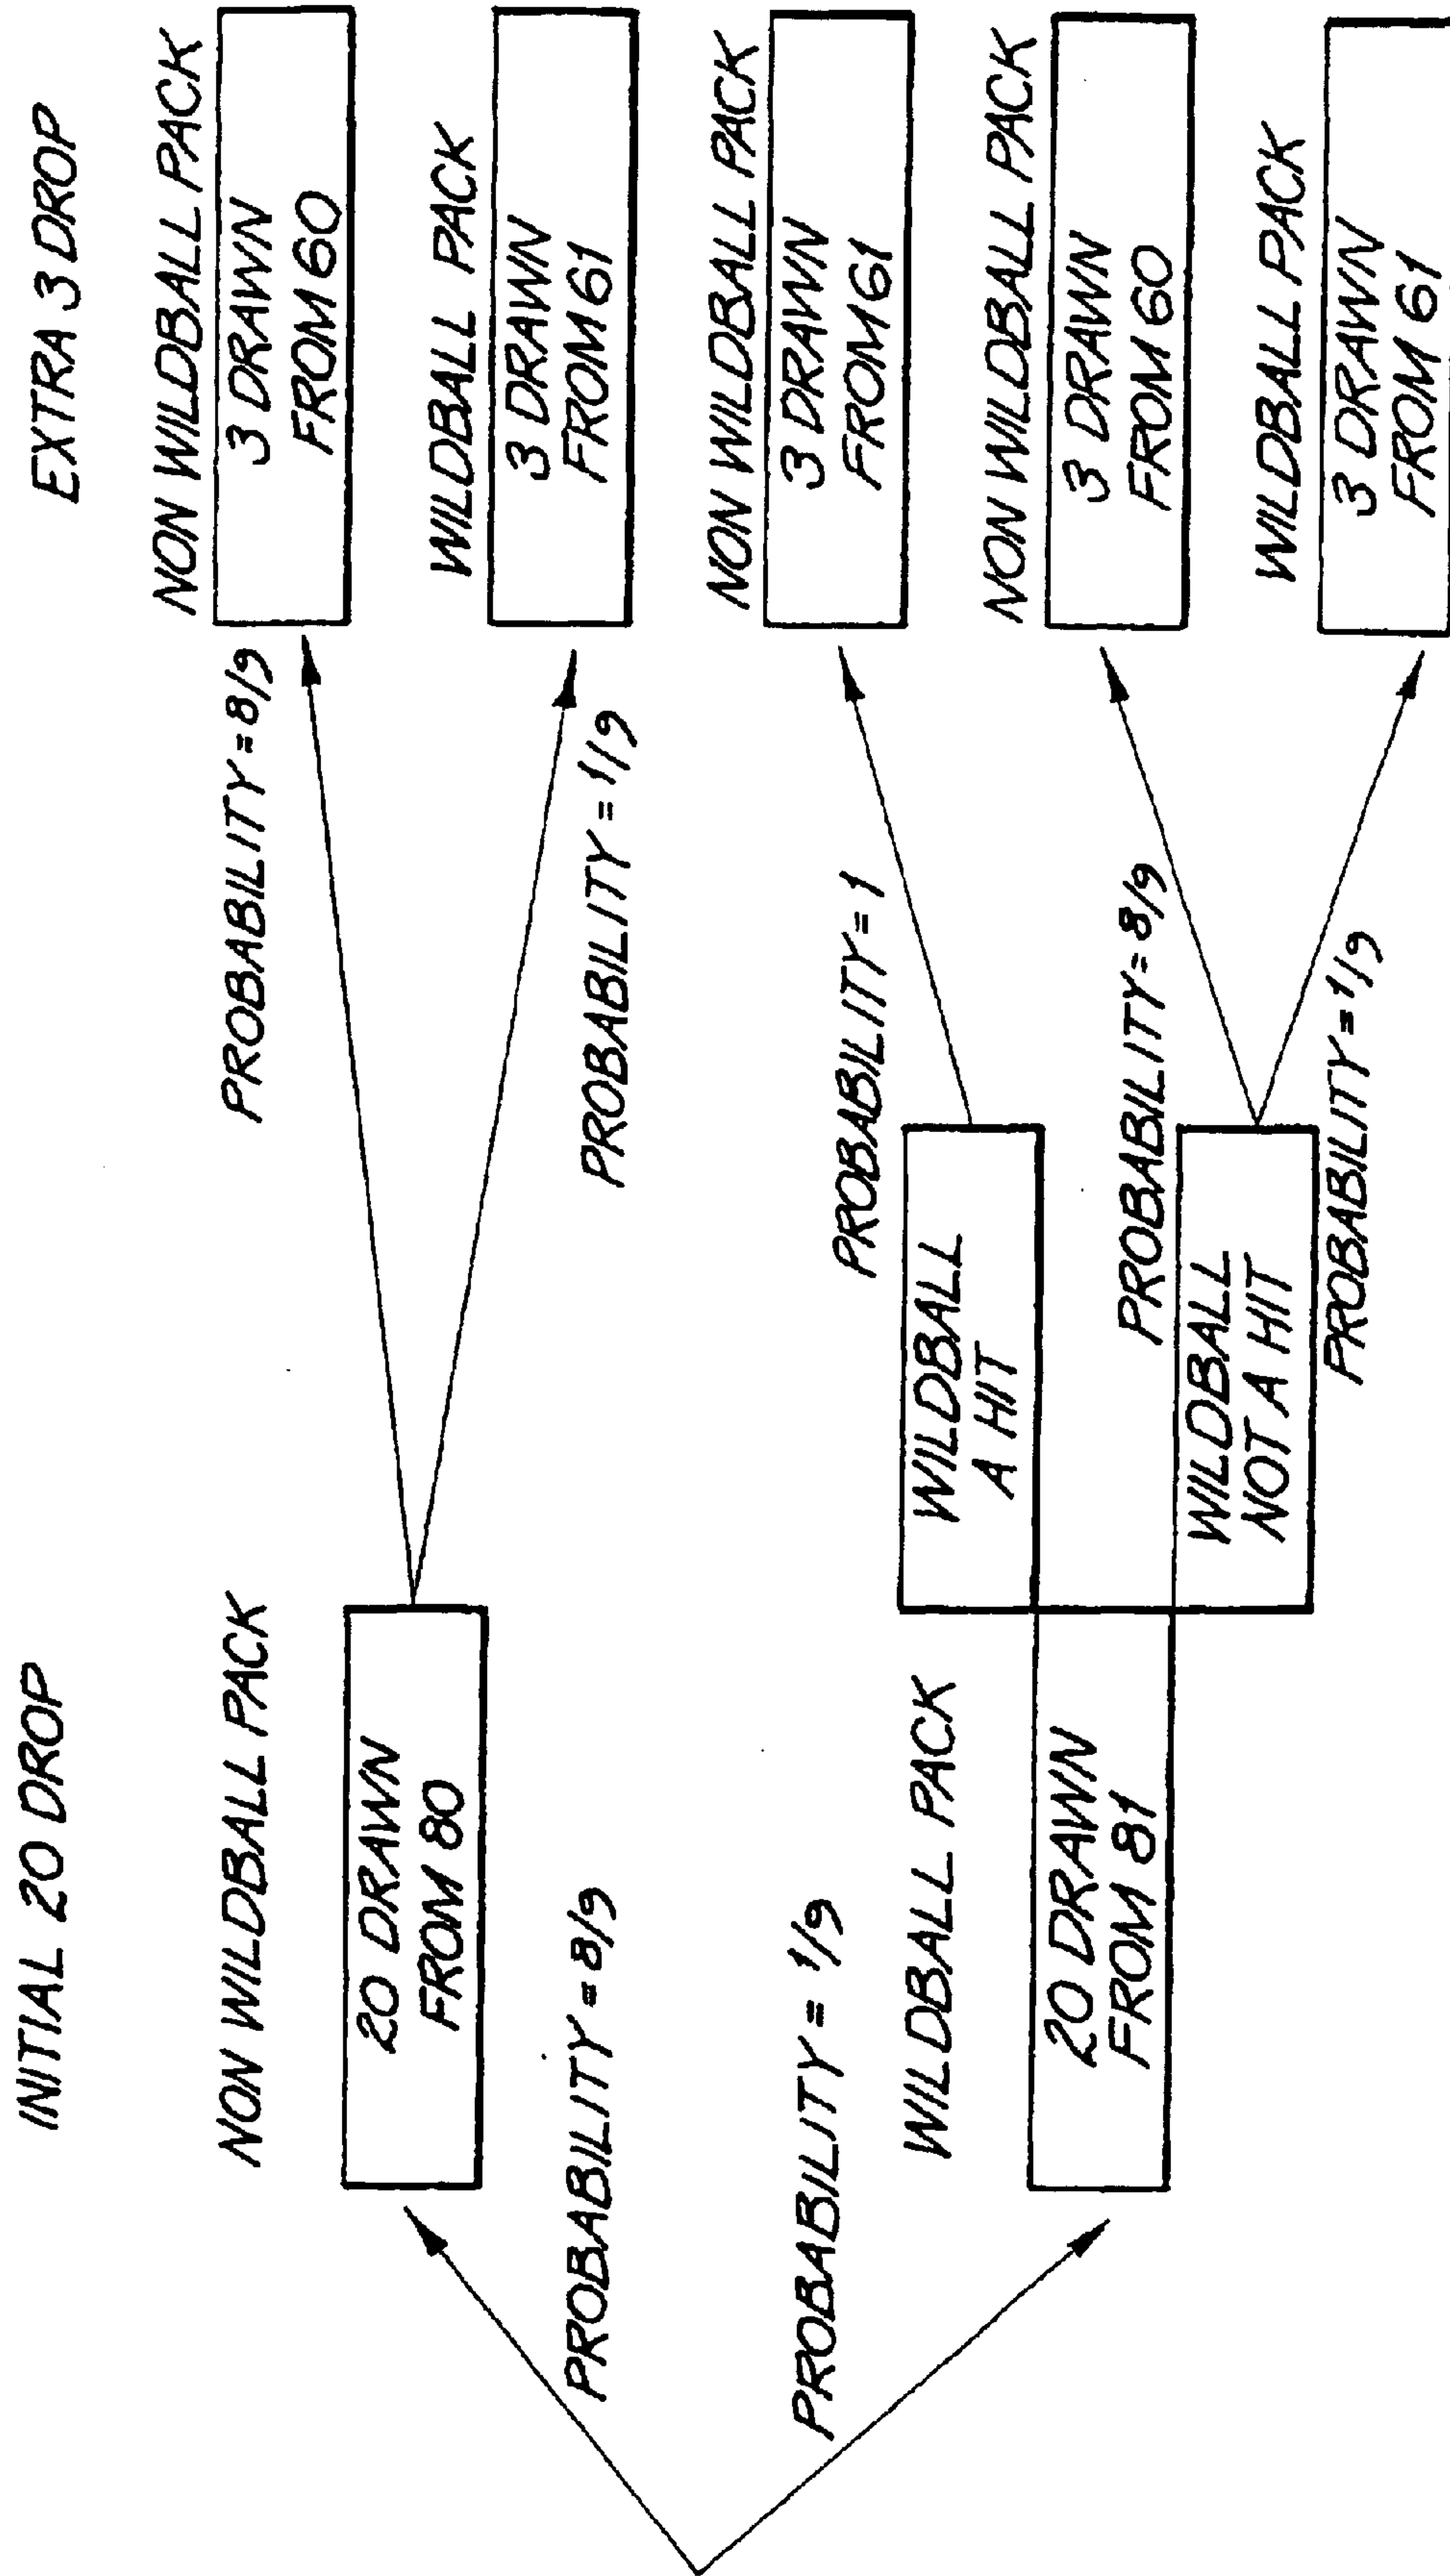 INITIAL 20 DROP
EXTRA 3 DROP
NON WILDBALL PACK
20 DRAWN
FROM 80
PROBABILITY = 8/9
PROBABILITY = 1/9
WILDBALL PACK
20 DRAWN
FROM 81
WILDBALL
A HIT
WILDBALL
NOT A HIT
PROBABILITY = 8/9
PROBABILITY = 1/9
PROBABILITY = 1
PROBABILITY = 8/9
PROBABILITY = 1/9
NON WILDBALL PACK
3 DRAWN
FROM 60
WILDBALL PACK
3 DRAWN
FROM 61
NON WILDBALL PACK
3 DRAWN
FROM 61
NON WILDBALL PACK
3 DRAWN
FROM 60
WILDBALL PACK
3 DRAWN
FROM 61